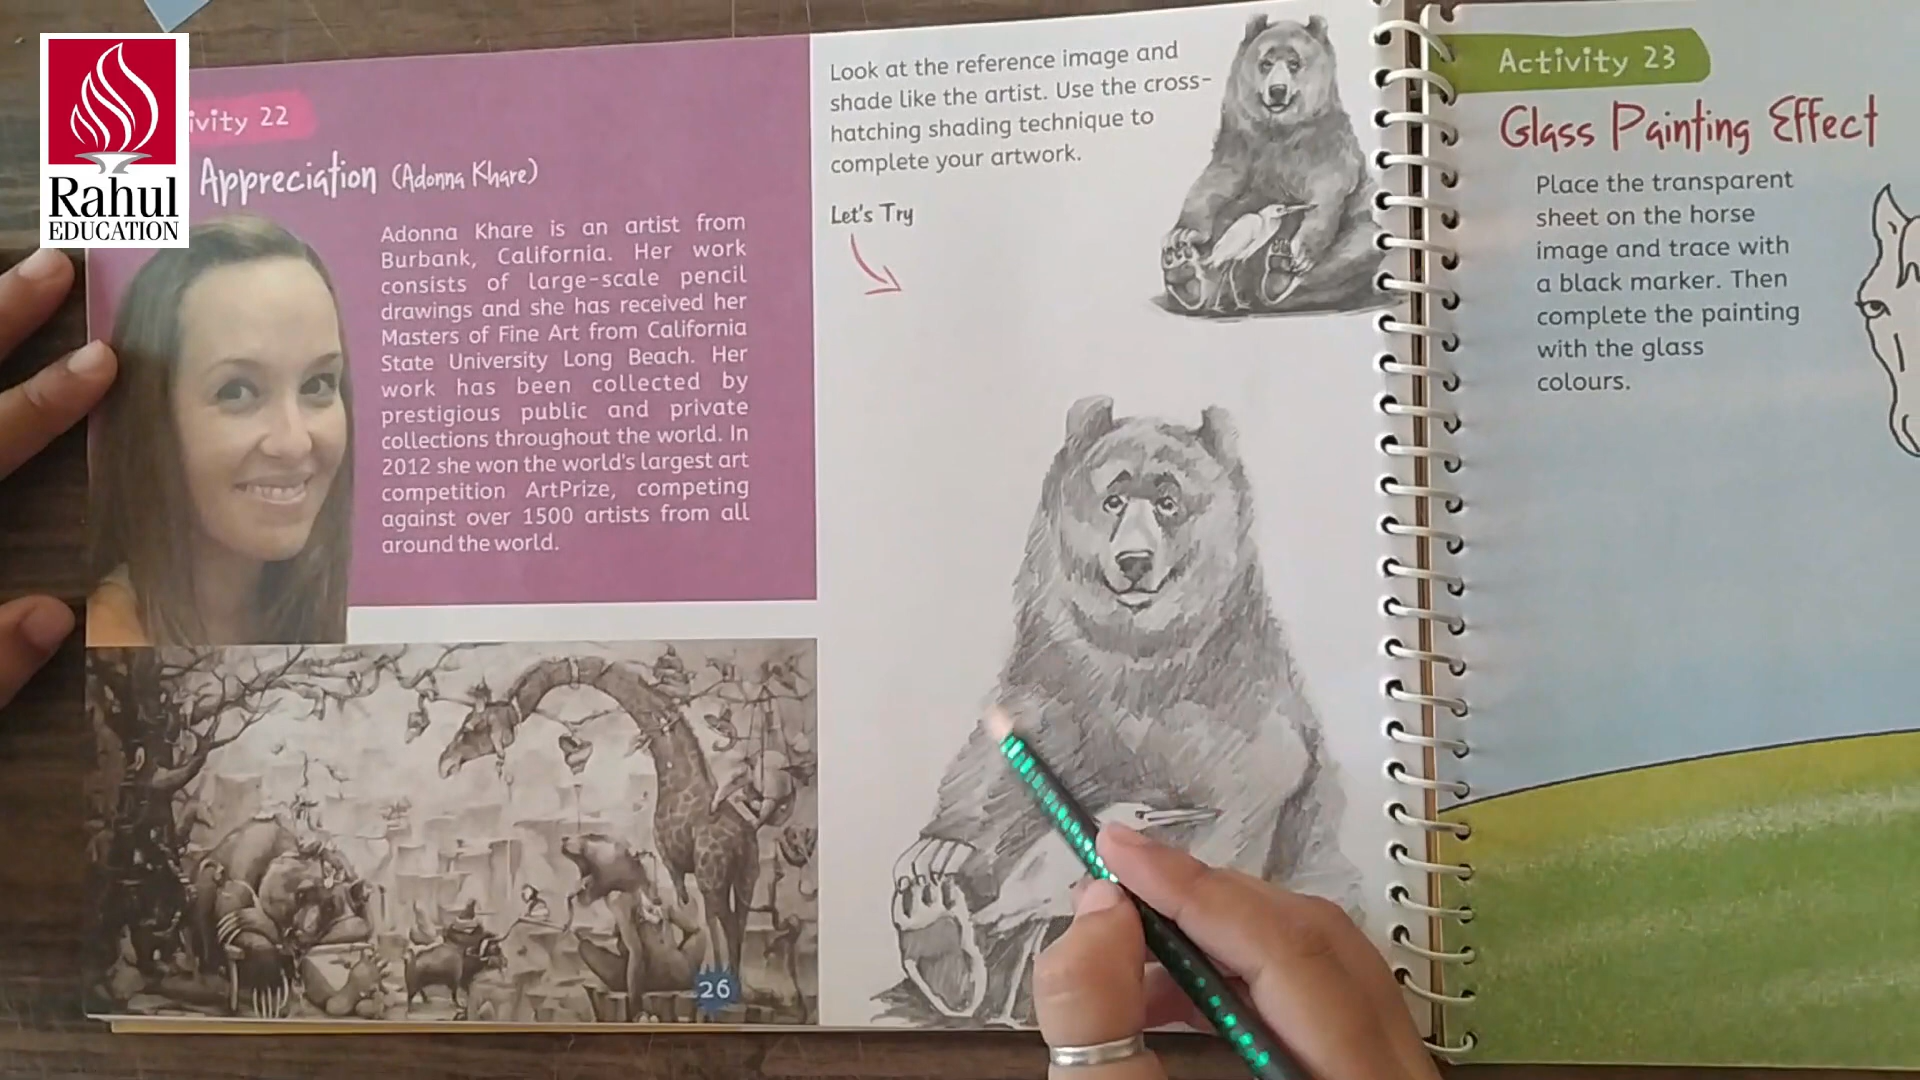 Rahul
EDUCATION
ivity 22
Appreciation (Adonna Khare)
Adonna Khare is an artist from
Burbank, California. Her work
consists of large-scale pencil
drawings and she has received her
Masters of Fine Art from California
State University Long Beach. Her
work has been collected by
prestigious public and private
collections throughout the world. In
2012 she won the world's largest art
competition ArtPrize, competing
against over 1500 artists from all
around the world.
26
Look at the reference image and
shade like the artist. Use the cross-
hatching shading technique to
complete your artwork.
Let's Try
Activity 23
Glass Painting Effect
Place the transparent
sheet on the horse
image and trace with
a black marker. Then
complete the painting
with the glass
colours.